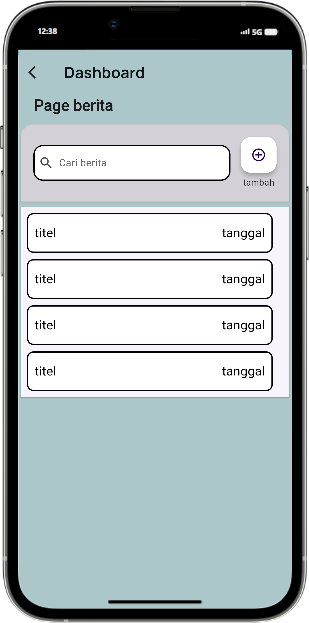 12:38
5G
Dashboard
Page berita
Cari berita
tambah
titel tanggal
titel tanggal
titel tanggal
titel tanggal